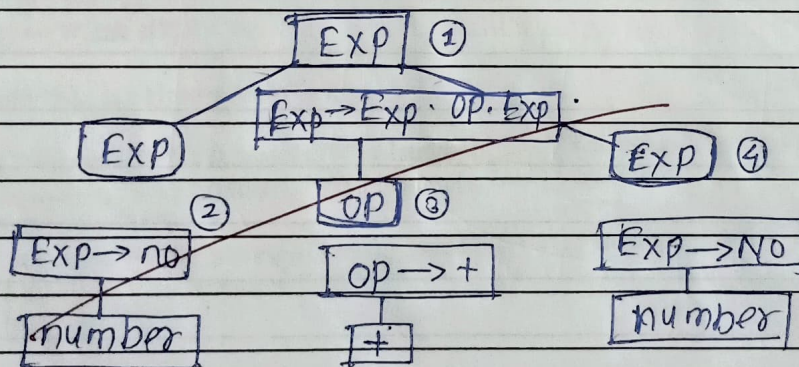 Exp ①
Exp→Exp. op. Exp.
Exp
Exp ④
②
op ③
Exp→no
op→+
Exp→No
number
+
number